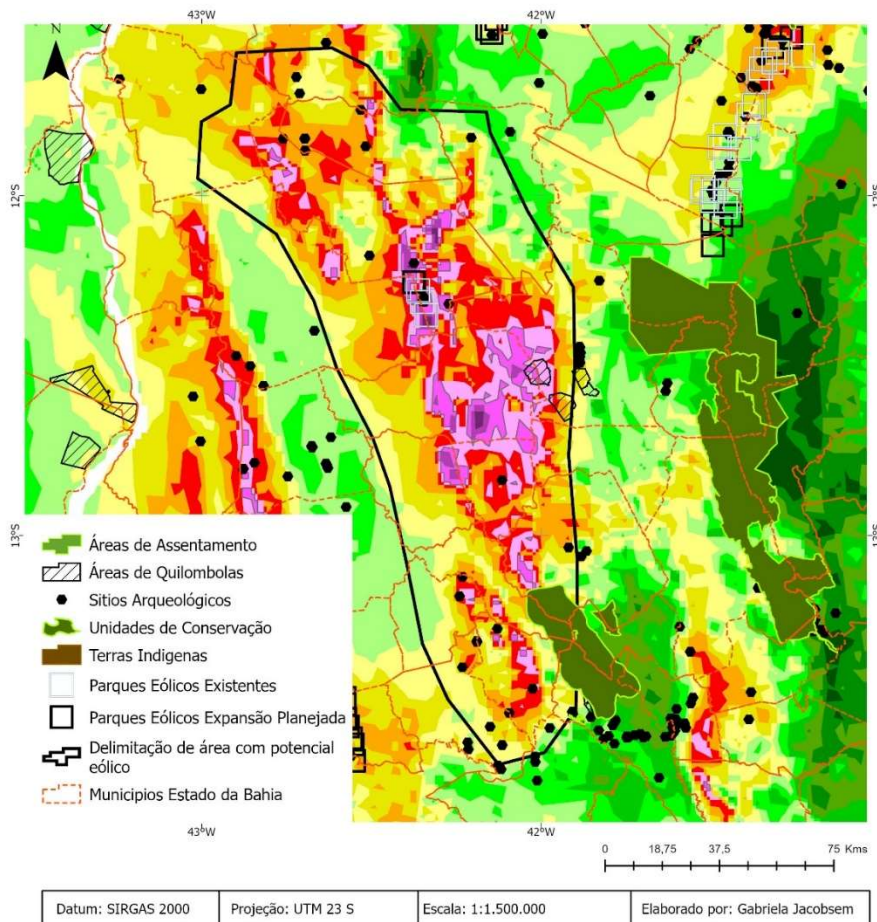 43°W
42°W
N
12°S
12°S
13°S
13°S
Áreas de Assentamento
Áreas de Quilombolas
Sitios Arqueológicos
Unidades de Conservação
Terras Indigenas
Parques Eólicos Existentes
Parques Eólicos Expansão Planejada
Delimitação de área com potencial
eólico
Municipios Estado da Bahia
43°W
42°W
0 18,75 37,5 75 Kms
Datum: SIRGAS 2000
Projeção: UTM 23 S
Escala: 1:1.500.000
Elaborado por: Gabriela Jacobsem